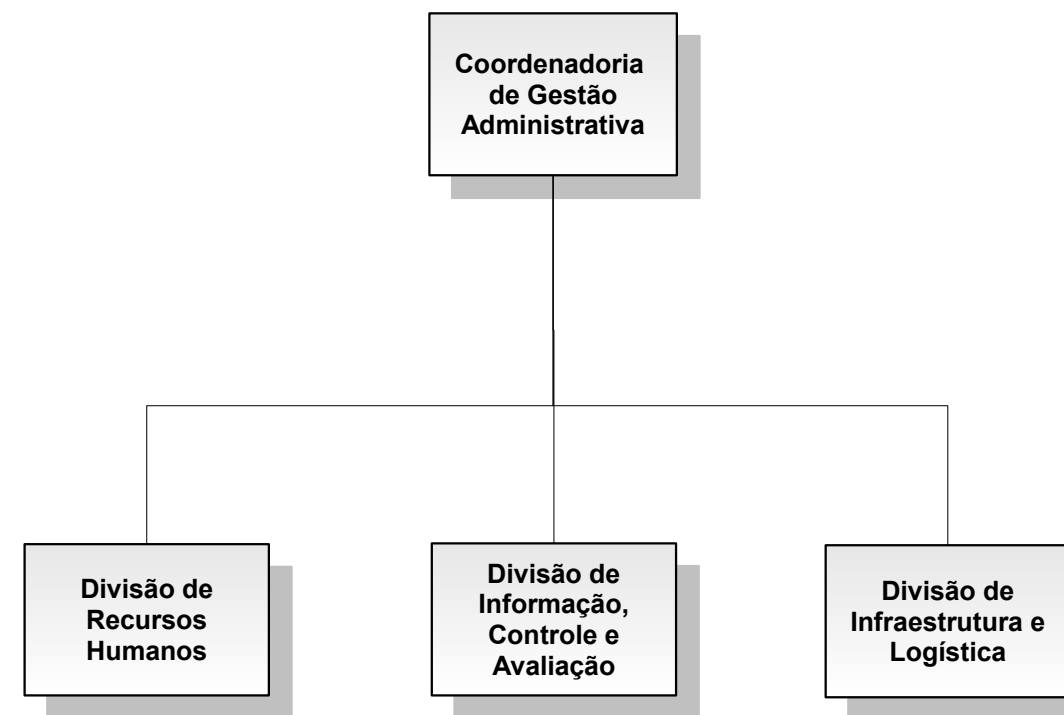 Coordenadoria
de Gestão
Administrativa
Divisão de
Recursos
Humanos
Divisão de
Informação,
Controle e
Avaliação
Divisão de
Infraestrutura e
Logística